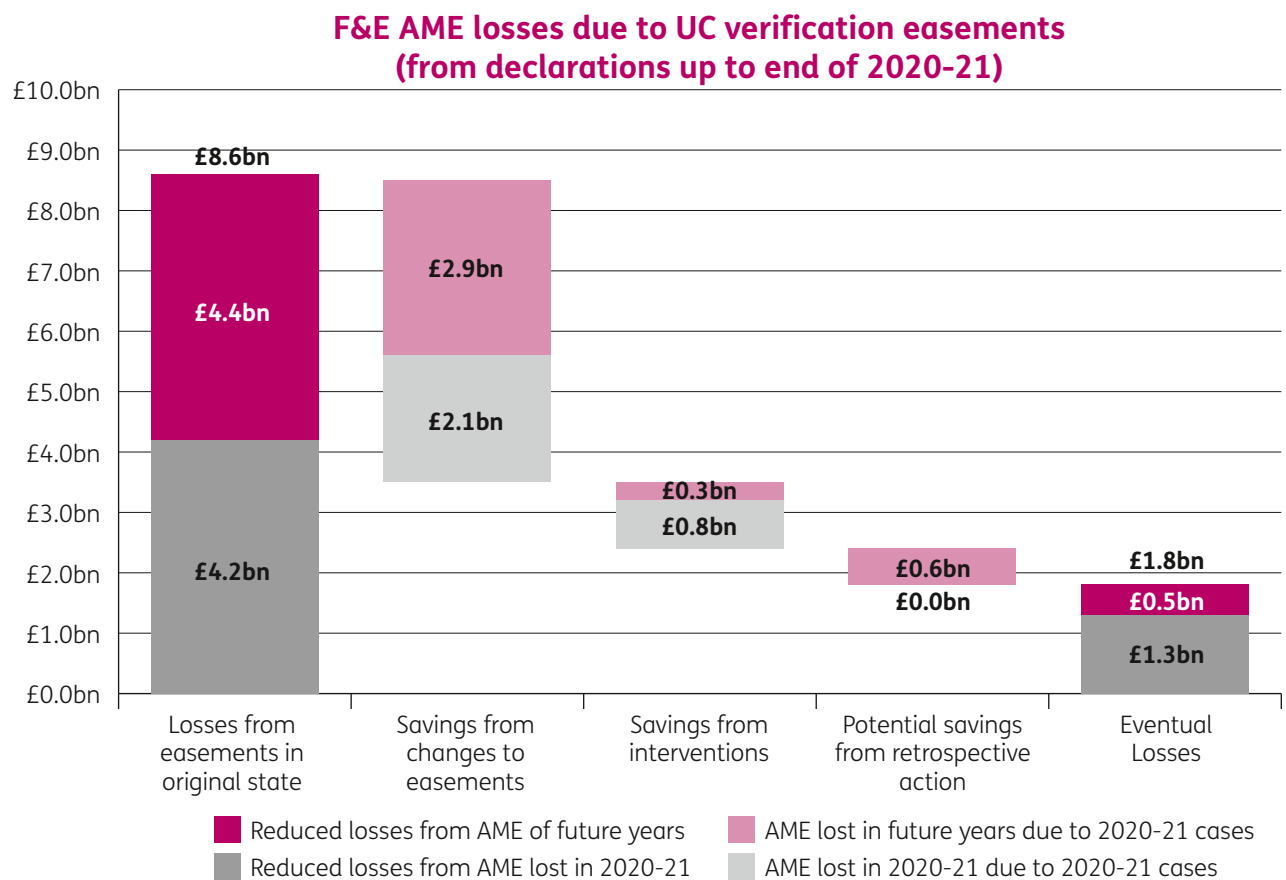 F&E AME losses due to UC verification easements
(from declarations up to end of 2020-21)
£10.0bn
£9.0bn
£8.0bn
£7.0bn
£6.0bn
£5.0bn
£4.0bn
£3.0bn
£2.0bn
£1.0bn
£0.0bn
£8.6bn
£4.4bn
£4.2bn
£2.9bn
£2.1bn
£0.3bn
£0.8bn
£0.6bn
£0.0bn
£1.8bn
£0.5bn
£1.3bn
Losses from
easements in
original state
Savings from
changes to
easements
Savings from
interventions
Potential savings
from retrospective
action
Eventual
Losses
Reduced losses from AME of future years
AME lost in future years due to 2020-21 cases
Reduced losses from AME lost in 2020-21
AME lost in 2020-21 due to 2020-21 cases